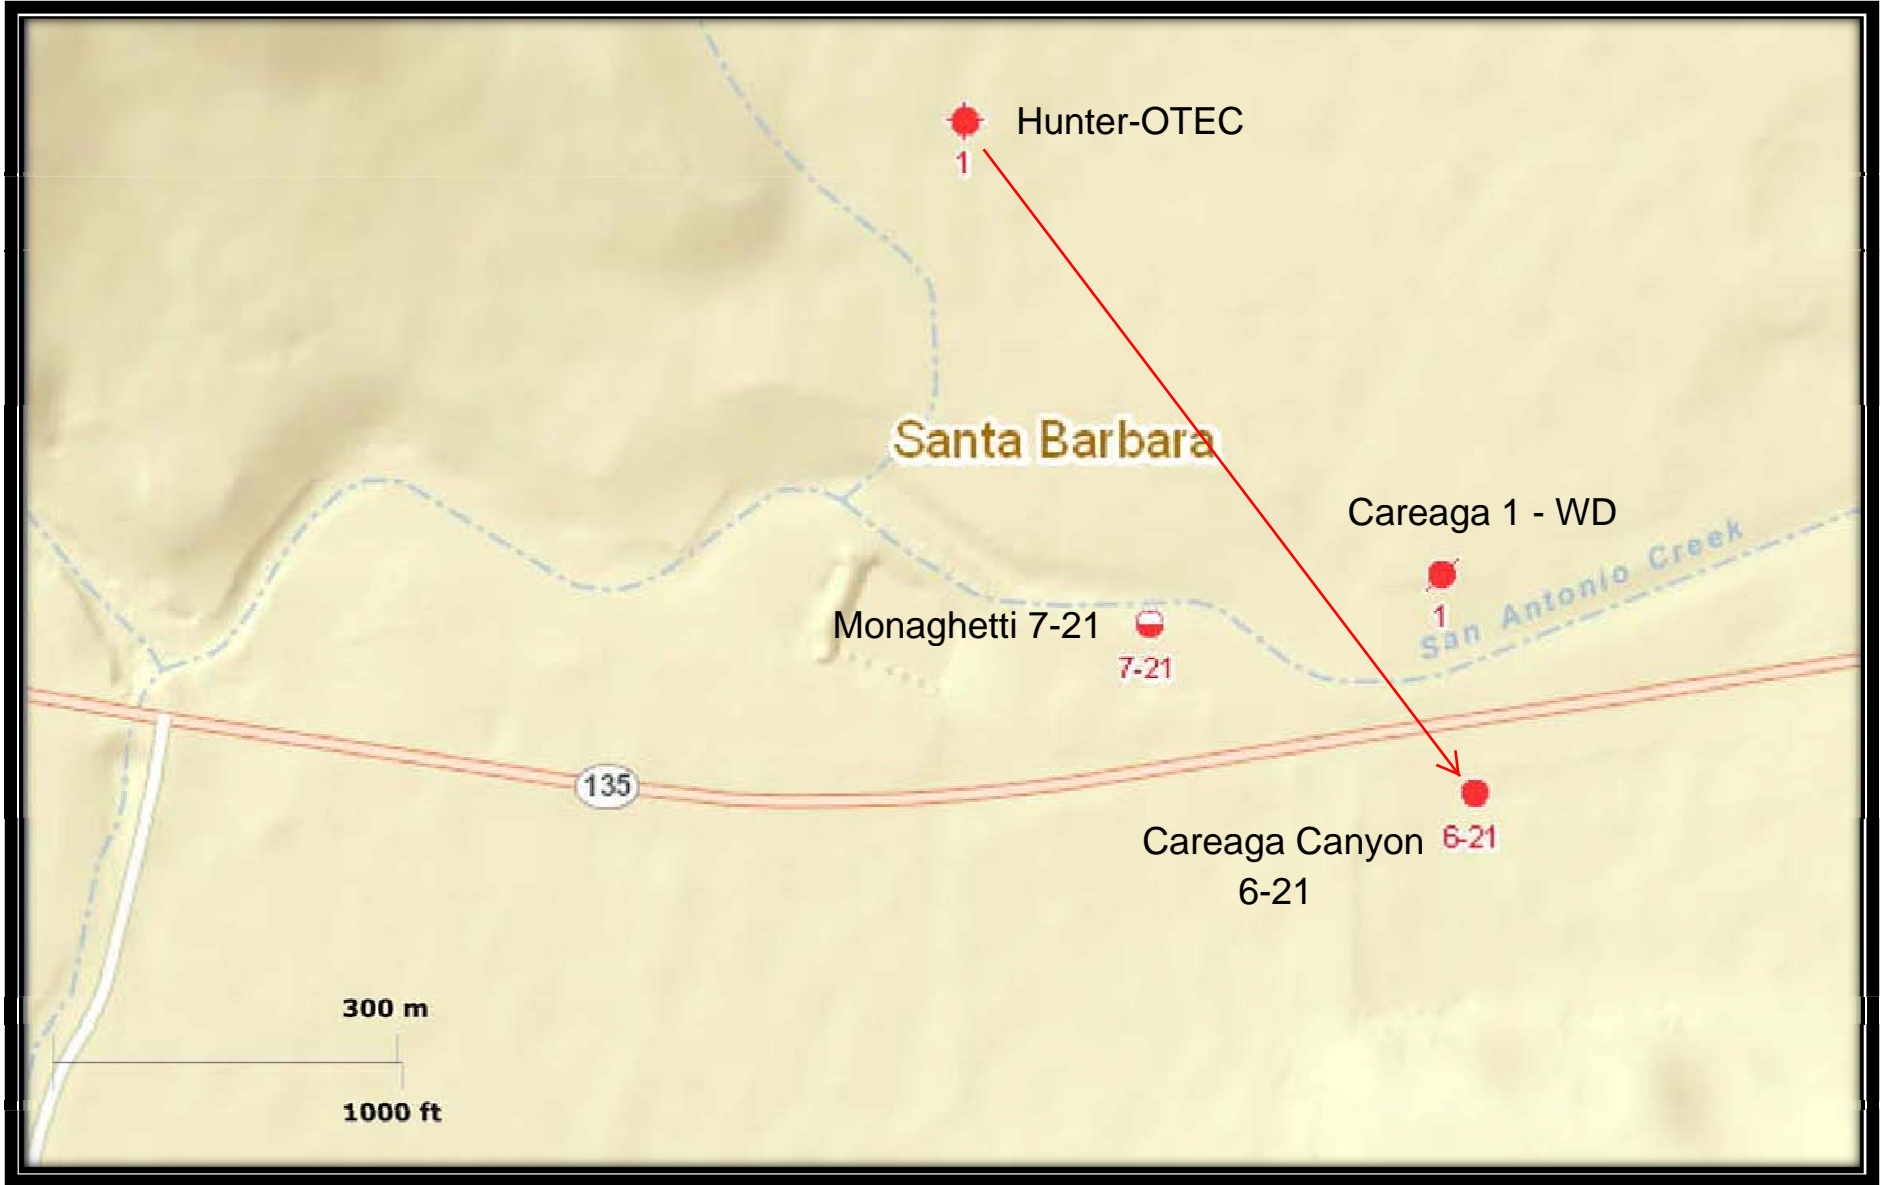 Hunter-OTEC
1
Santa Barbara
Careaga 1 - WD
1
San Antonio Creek
Monaghetti 7-21
7-21
135
Careaga Canyon
6-21
6-21
300 m
1000 ft